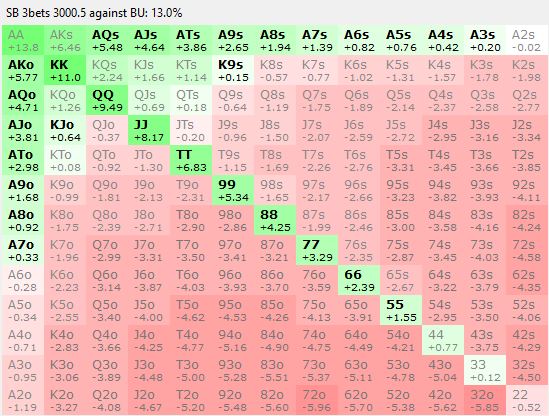 SB 3bets 3000.5 against BU: 13.0%
AA AKs AQs AJs ATs A9s A8s A7s A6s A5s A4s A3s A2s
+13.8 +6.46 +5.48 +4.64 +3.86 +2.65 +1.94 +1.39 +0.82 +0.76 +0.42 +0.20 -0.02
AKo KK KQs KJs KTs K9s K8s K7s K6s K5s K4s K3s K2s
+5.77 +11.0 +2.24 +1.66 +1.14 +0.15 -0.57 -0.77 -1.02 -1.31 -1.57 -1.78 -1.98
AQo KQo QQ QJs QTs Q9s Q8s Q7s Q6s Q5s Q4s Q3s Q2s
+4.71 +1.26 +9.49 +0.69 +0.18 -0.64 -1.19 -1.75 -1.89 -2.14 -2.37 -2.58 -2.77
AJo KJo QJo JJ JTs J9s J8s J7s J6s J5s J4s J3s J2s
+3.81 +0.64 -0.37 +8.17 -0.20 -0.96 -1.50 -2.07 -2.59 -2.72 -2.95 -3.16 -3.34
ATo KTo QTo JTo TT T9s T8s T7s T6s T5s T4s T3s T2s
+2.98 +0.08 -0.92 -1.30 +6.83 -1.15 -1.69 -2.26 -2.76 -3.31 -3.45 -3.66 -3.85
A9o K9o Q9o J9o T9o 99 98s 97s 96s 95s 94s 93s 92s
+1.68 -0.99 -1.81 -2.13 -2.31 +5.34 -1.65 -2.17 -2.66 -3.23 -3.82 -3.93 -4.11
A8o K8o Q8o J8o T8o 98o 88 87s 86s 85s 84s 83s 82s
+0.92 -1.75 -2.39 -2.71 -2.90 -2.86 +4.25 -1.99 -2.46 -3.00 -3.58 -4.16 -4.24
A7o K7o Q7o J7o T7o 97o 87o 77 76s 75s 74s 73s 72s
+0.33 -1.96 -2.99 -3.31 -3.50 -3.41 -3.21 +3.29 -2.35 -2.87 -3.45 -4.03 -4.58
A6o K6o Q6o J6o T6o 96o 86o 76o 66 65s 64s 63s 62s
-0.28 -2.23 -3.14 -3.87 -4.03 -3.93 -3.70 -3.59 +2.39 -2.67 -3.22 -3.79 -4.35
A5o K5o Q5o J5o T5o 95o 85o 75o 65o 55 54s 53s 52s
-0.34 -2.55 -3.40 -4.00 -4.62 -4.53 -4.26 -4.13 -3.91 +1.55 -2.95 -3.50 -4.06
A4o K4o Q4o J4o T4o 94o 84o 74o 64o 54o 44 43s 42s
-0.71 -2.83 -3.66 -4.25 -4.77 -5.16 -4.90 -4.75 -4.49 -4.21 +0.77 -3.75 -4.29
A3o K3o Q3o J3o T3o 93o 83o 73o 63o 53o 43o 33 32s
-0.95 -3.06 -3.89 -4.48 -5.00 -5.28 -5.51 -5.37 -5.11 -4.78 -5.04 +0.12 -4.50
A2o K2o Q2o J2o T2o 92o 82o 72o 62o 52o 42o 32o 22
-1.19 -3.27 -4.08 -4.67 -5.20 -5.48 -5.60 -5.96 -5.70 -5.38 -5.62 -5.85 -0.52